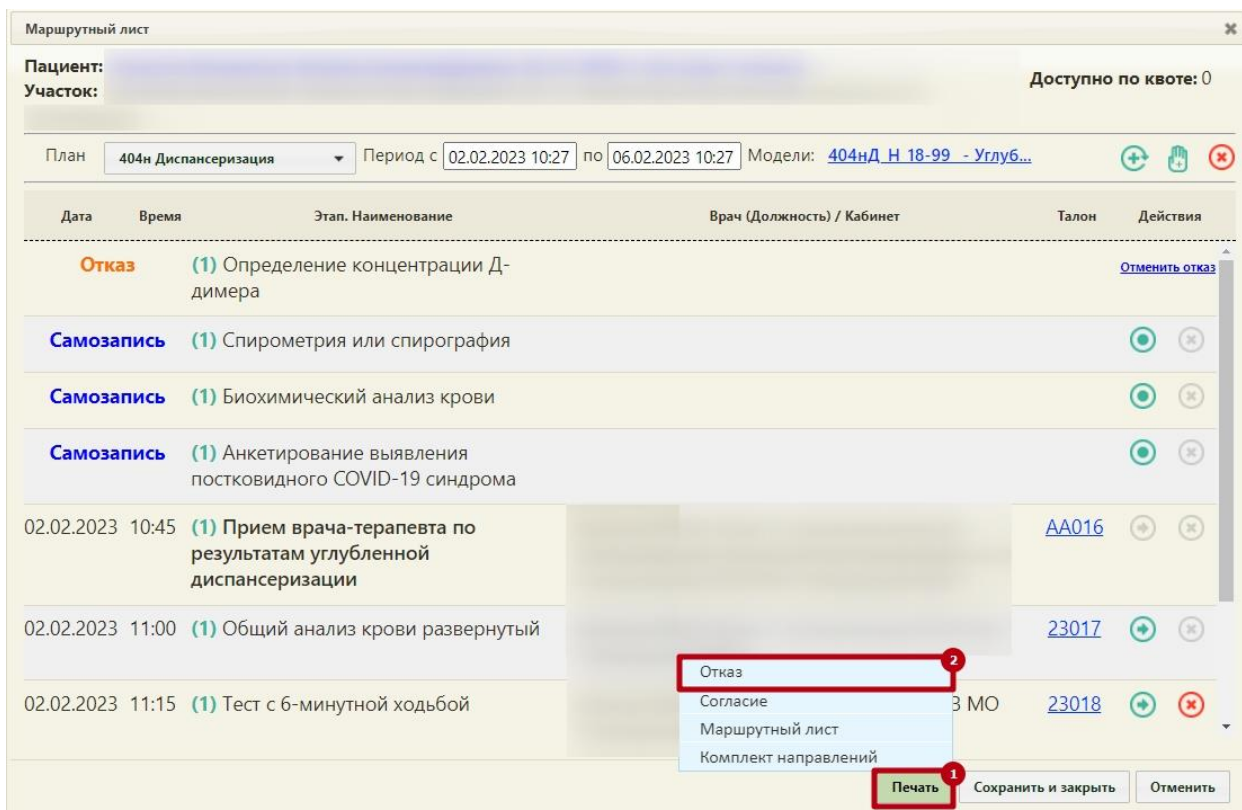 Маршрутный лист
Пациент:
Участок:
Доступно по квоте: 0
План 404н Диспансеризация Период с 02.02.2023 10:27 по 06.02.2023 10:27 Модели: 404нД_Н_18-99_ - Углуб...
Дата Время Этап. Наименование Врач (Должность) / Кабинет Талон Действия
Отказ (1) Определение концентрации Д- Отменить отказ
димера
Самозапись (1) Спирометрия или спирография
Самозапись (1) Биохимический анализ крови
Самозапись (1) Анкетирование выявления
постковидного COVID-19 синдрома
02.02.2023 10:45 (1) Прием врача-терапевта по AA016
результатам углубленной
диспансеризации
02.02.2023 11:00 (1) Общий анализ крови развернутый 23017
2
Отказ
02.02.2023 11:15 (1) Тест с 6-минутной ходьбой Согласие МО 23018
Маршрутный лист
Комплект направлений
1
Печать Сохранить и закрыть Отменить